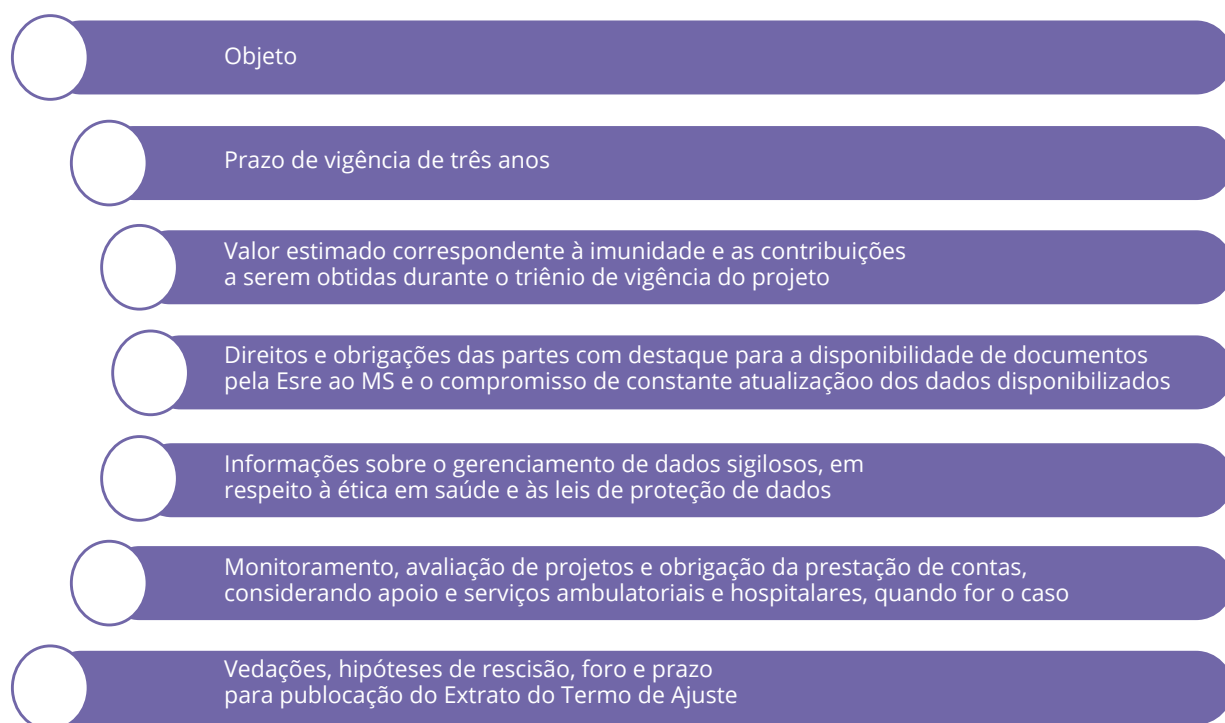 Objeto
Prazo de vigência de três anos
Valor estimado correspondente à imunidade e as contribuições
a serem obtidas durante o triênio de vigência do projeto
Direitos e obrigações das partes com destaque para a disponibilidade de documentos
pela Esre ao MS e o compromisso de constante atualizaçãoo dos dados disponibilizados
Informações sobre o gerenciamento de dados sigilosos, em
respeito à ética em saúde e às leis de proteção de dados
Monitoramento, avaliação de projetos e obrigação da prestação de contas,
considerando apoio e serviços ambulatoriais e hospitalares, quando for o caso
Vedações, hipóteses de rescisão, foro e prazo
para publocação do Extrato do Termo de Ajuste